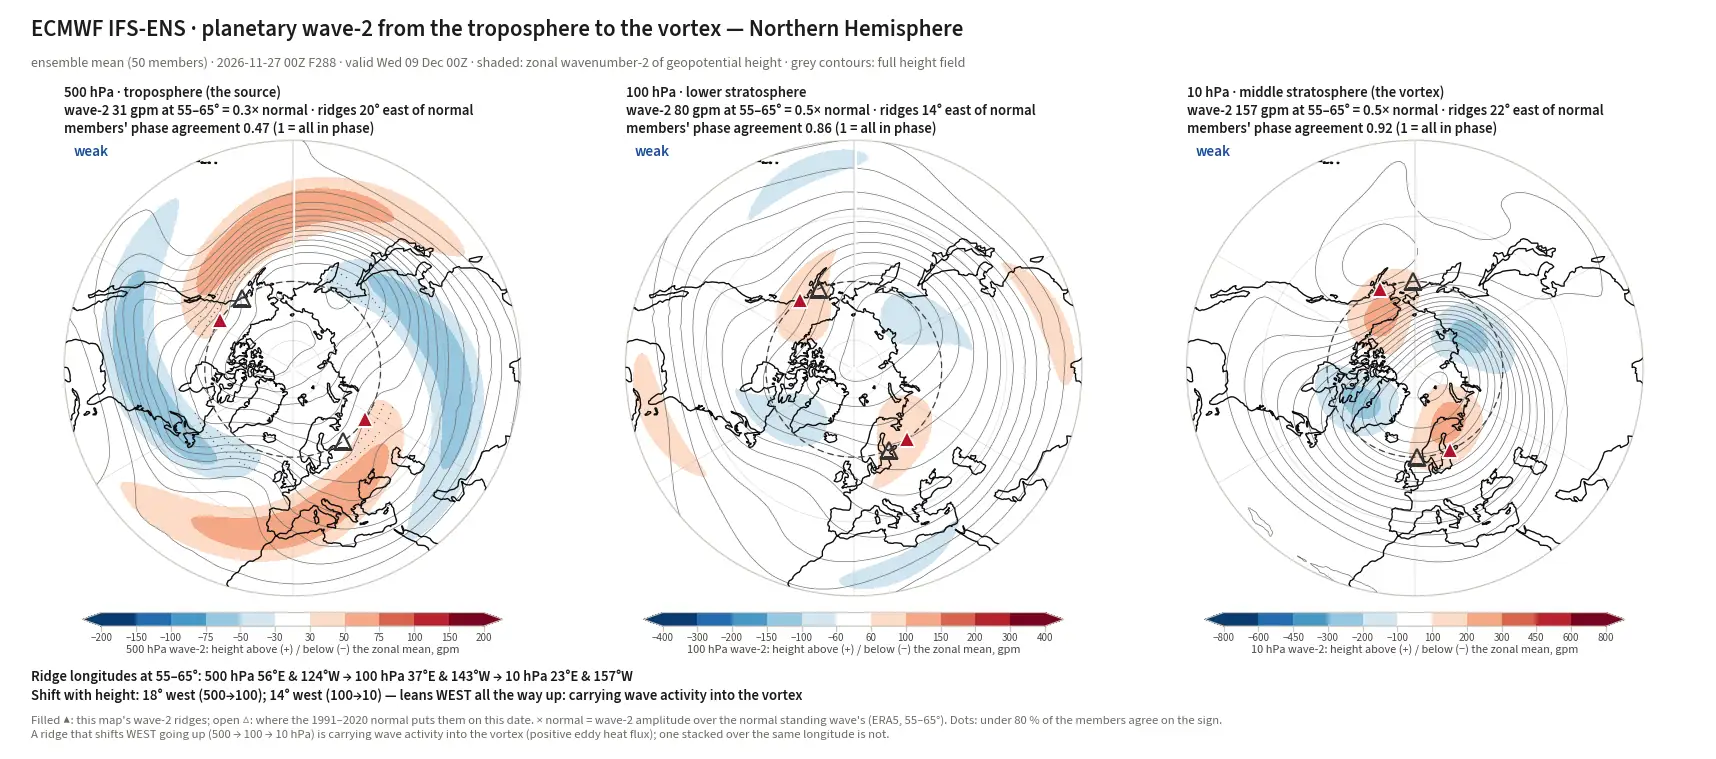 ECMWF IFS-ENS · planetary wave-2 from the troposphere to the vortex — Northern Hemisphere
ensemble mean (50 members) · 2026-11-27 00Z F288 · valid Wed 09 Dec 00Z · shaded: zonal wavenumber-2 of geopotential height · grey contours: full height field
500 hPa · troposphere (the source)
wave-2 31 gpm at 55–65° = 0.3× normal · ridges 20° east of normal
members' phase agreement 0.47 (1 = all in phase)
weak
100 hPa · lower stratosphere
wave-2 80 gpm at 55–65° = 0.5× normal · ridges 14° east of normal
members' phase agreement 0.86 (1 = all in phase)
weak
10 hPa · middle stratosphere (the vortex)
wave-2 157 gpm at 55–65° = 0.5× normal · ridges 22° east of normal
members' phase agreement 0.92 (1 = all in phase)
weak
−200 −150 −100 −75 −50 −30 30 50 75 100 150 200
500 hPa wave-2: height above (+) / below (−) the zonal mean, gpm
−400 −300 −200 −150 −100 −60 60 100 150 200 300 400
100 hPa wave-2: height above (+) / below (−) the zonal mean, gpm
−800 −600 −450 −300 −200 −100 100 200 300 450 600 800
10 hPa wave-2: height above (+) / below (−) the zonal mean, gpm
Ridge longitudes at 55–65°: 500 hPa 56°E & 124°W → 100 hPa 37°E & 143°W → 10 hPa 23°E & 157°W
Shift with height: 18° west (500→100); 14° west (100→10) — leans WEST all the way up: carrying wave activity into the vortex
Filled ▲: this map's wave-2 ridges; open △: where the 1991–2020 normal puts them on this date. × normal = wave-2 amplitude over the normal standing wave's (ERA5, 55–65°). Dots: under 80 % of the members agree on the sign.
A ridge that shifts WEST going up (500 → 100 → 10 hPa) is carrying wave activity into the vortex (positive eddy heat flux); one stacked over the same longitude is not.